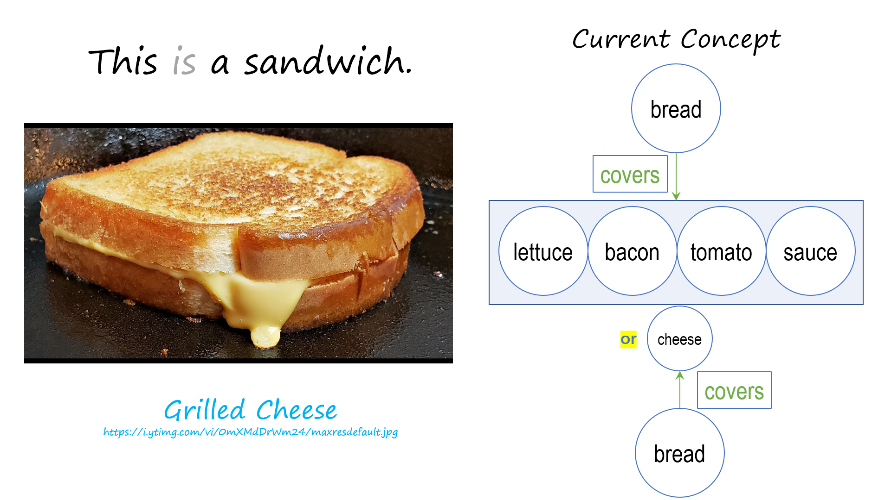 This is a sandwich.
Grilled Cheese
https://i.ytimg.com/vi/0mXMdDrWm24/maxresdefault.jpg
Current Concept
bread
covers
lettuce bacon tomato sauce
or cheese
covers
bread